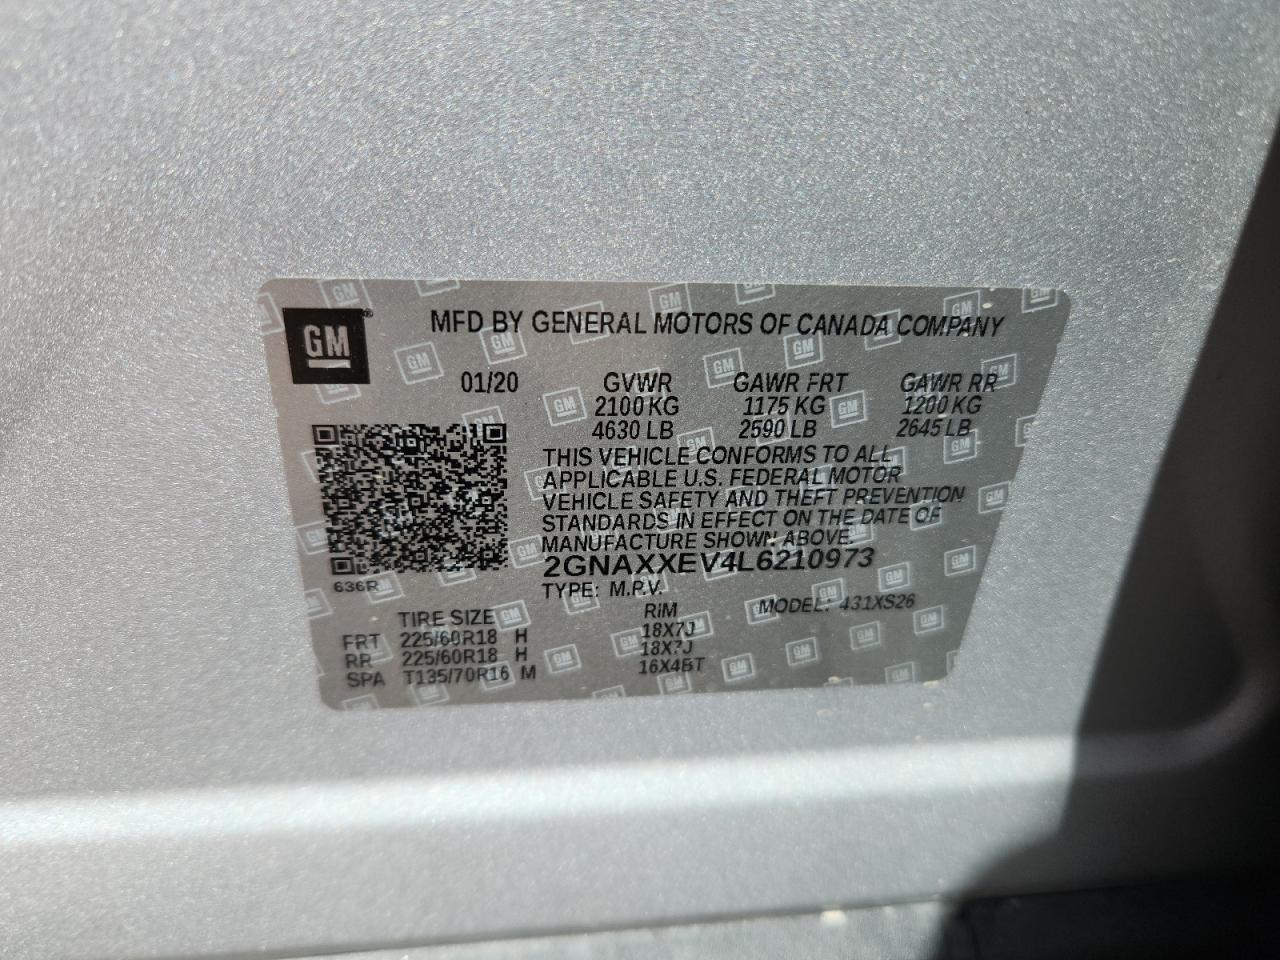 GM
MFD BY GENERAL MOTORS OF CANADA COMPANY
01/20 GVWR GAWR FRT GAWR RR
2100 KG 1175 KG 1200 KG
4630 LB 2590 LB 2645 LB
THIS VEHICLE CONFORMS TO ALL
APPLICABLE U.S. FEDERAL MOTOR
VEHICLE SAFETY AND THEFT PREVENTION
STANDARDS IN EFFECT ON THE DATE OF
MANUFACTURE SHOWN ABOVE.
2GNAXXEV4L6210973
636R
TYPE: M.P.V. MODEL: 431XS26
TIRE SIZE RIM
FRT 225/60R18 H 18X7J
RR 225/60R18 H 18X7J
SPA T135/70R16 M 16X4BT